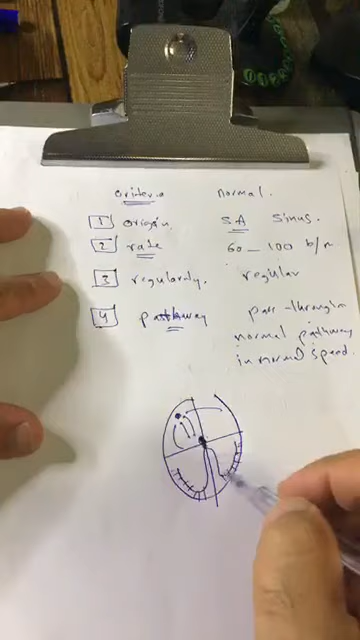 criteria normal.
1 origin. SA sinus.
2 rate 60 - 100 b/m
3 regularity. regular
4 pathway pass through
normal pathway
in normal speed.